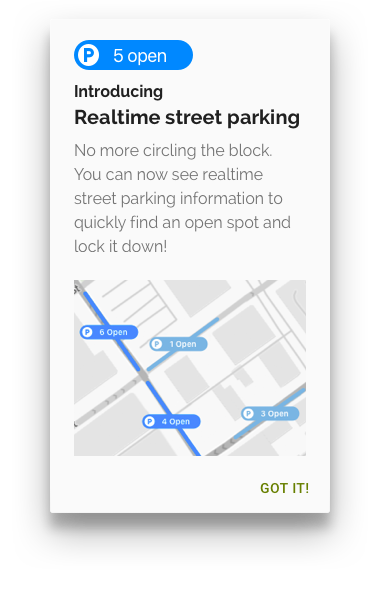 P 5 open
Introducing
Realtime street parking
No more circling the block.
You can now see realtime
street parking information to
quickly find an open spot and
lock it down!
P 6 Open
P 1 Open
P 4 Open
P 3 Open
GOT IT!